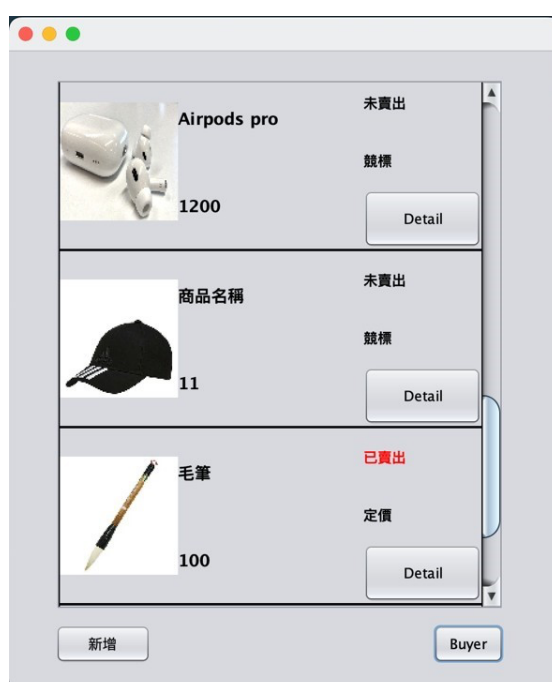 Airpods pro
未賣出
競標
1200
Detail
商品名稱
未賣出
競標
11
Detail
毛筆
已賣出
定價
100
Detail
新增
Buyer